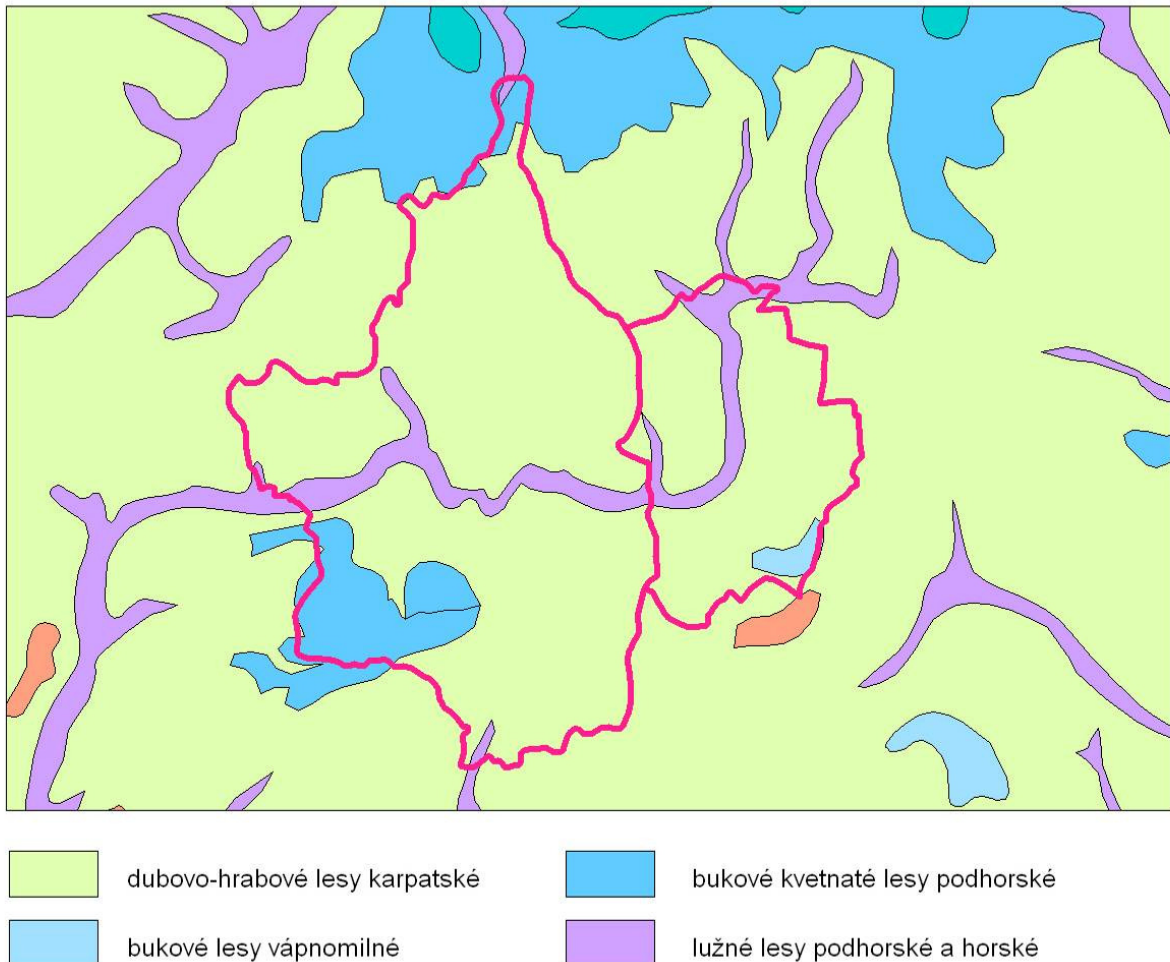 dubovo-hrabové lesy karpatské
bukové kvetnaté lesy podhorské
bukové lesy vápnomilné
lužné lesy podhorské a horské